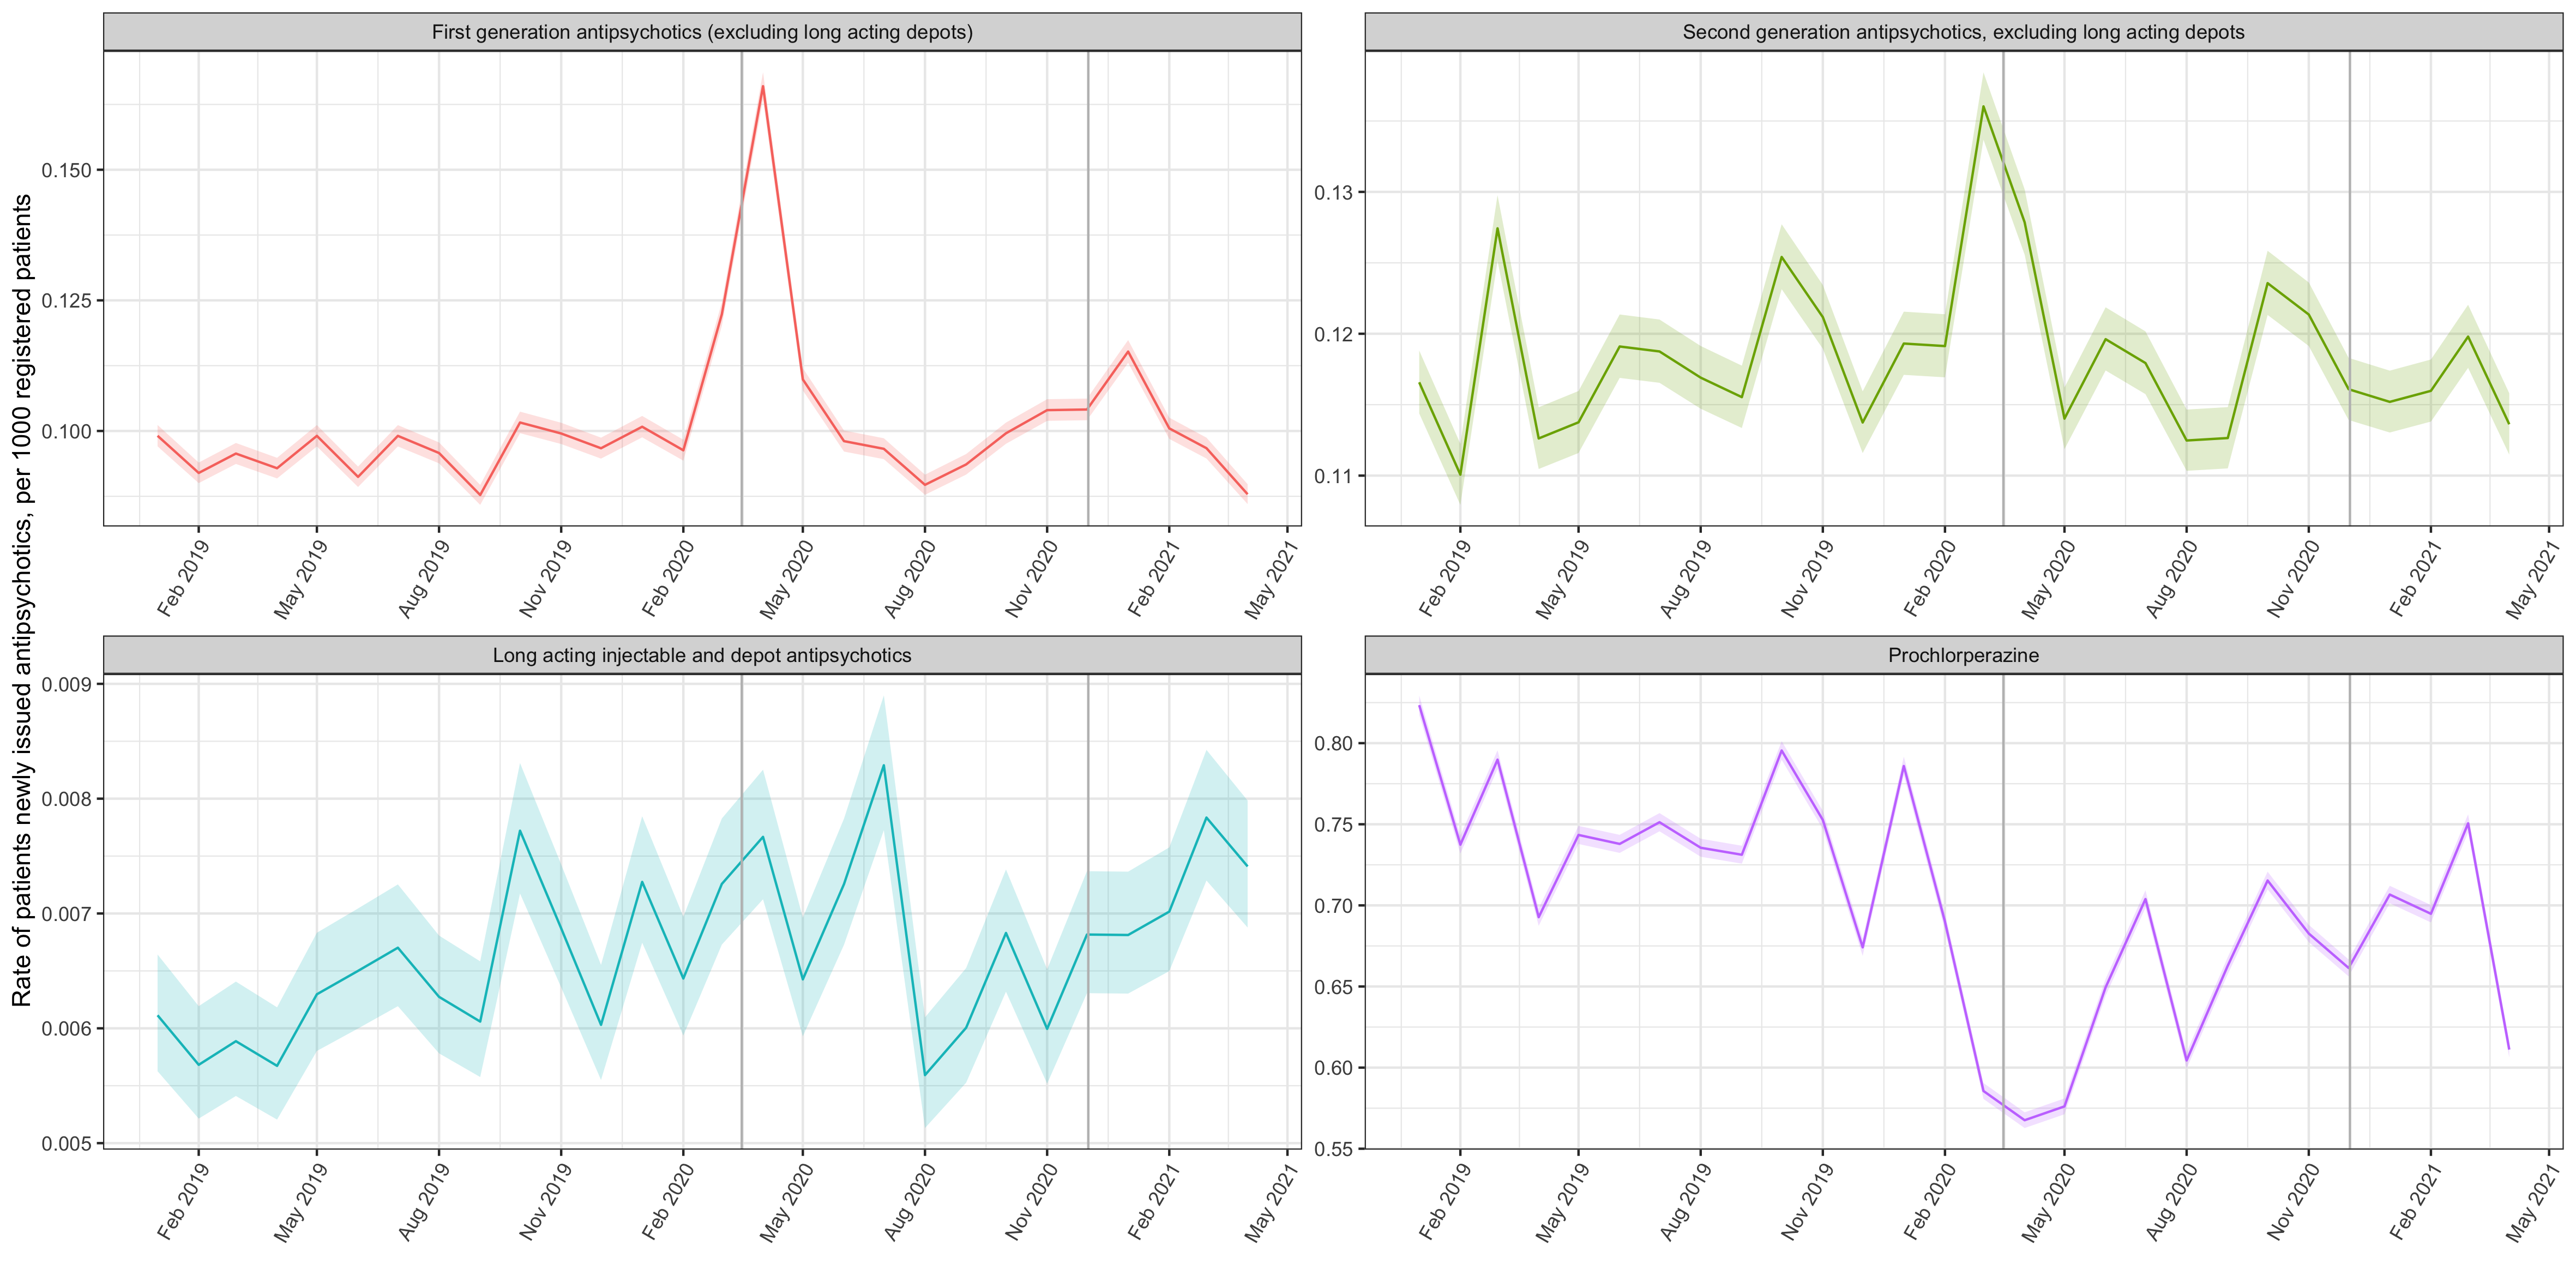 First generation antipsychotics (excluding long acting depots)
Second generation antipsychotics, excluding long acting depots
Rate of patients newly issued antipsychotics, per 1000 registered patients
0.150
0.125
0.100
Feb 2019
May 2019
Aug 2019
Nov 2019
Feb 2020
May 2020
Aug 2020
Nov 2020
Feb 2021
May 2021
0.13
0.12
0.11
Feb 2019
May 2019
Aug 2019
Nov 2019
Feb 2020
May 2020
Aug 2020
Nov 2020
Feb 2021
May 2021
Long acting injectable and depot antipsychotics
Prochlorperazine
0.009
0.008
0.007
0.006
0.005
Feb 2019
May 2019
Aug 2019
Nov 2019
Feb 2020
May 2020
Aug 2020
Nov 2020
Feb 2021
May 2021
0.80
0.75
0.70
0.65
0.60
0.55
Feb 2019
May 2019
Aug 2019
Nov 2019
Feb 2020
May 2020
Aug 2020
Nov 2020
Feb 2021
May 2021